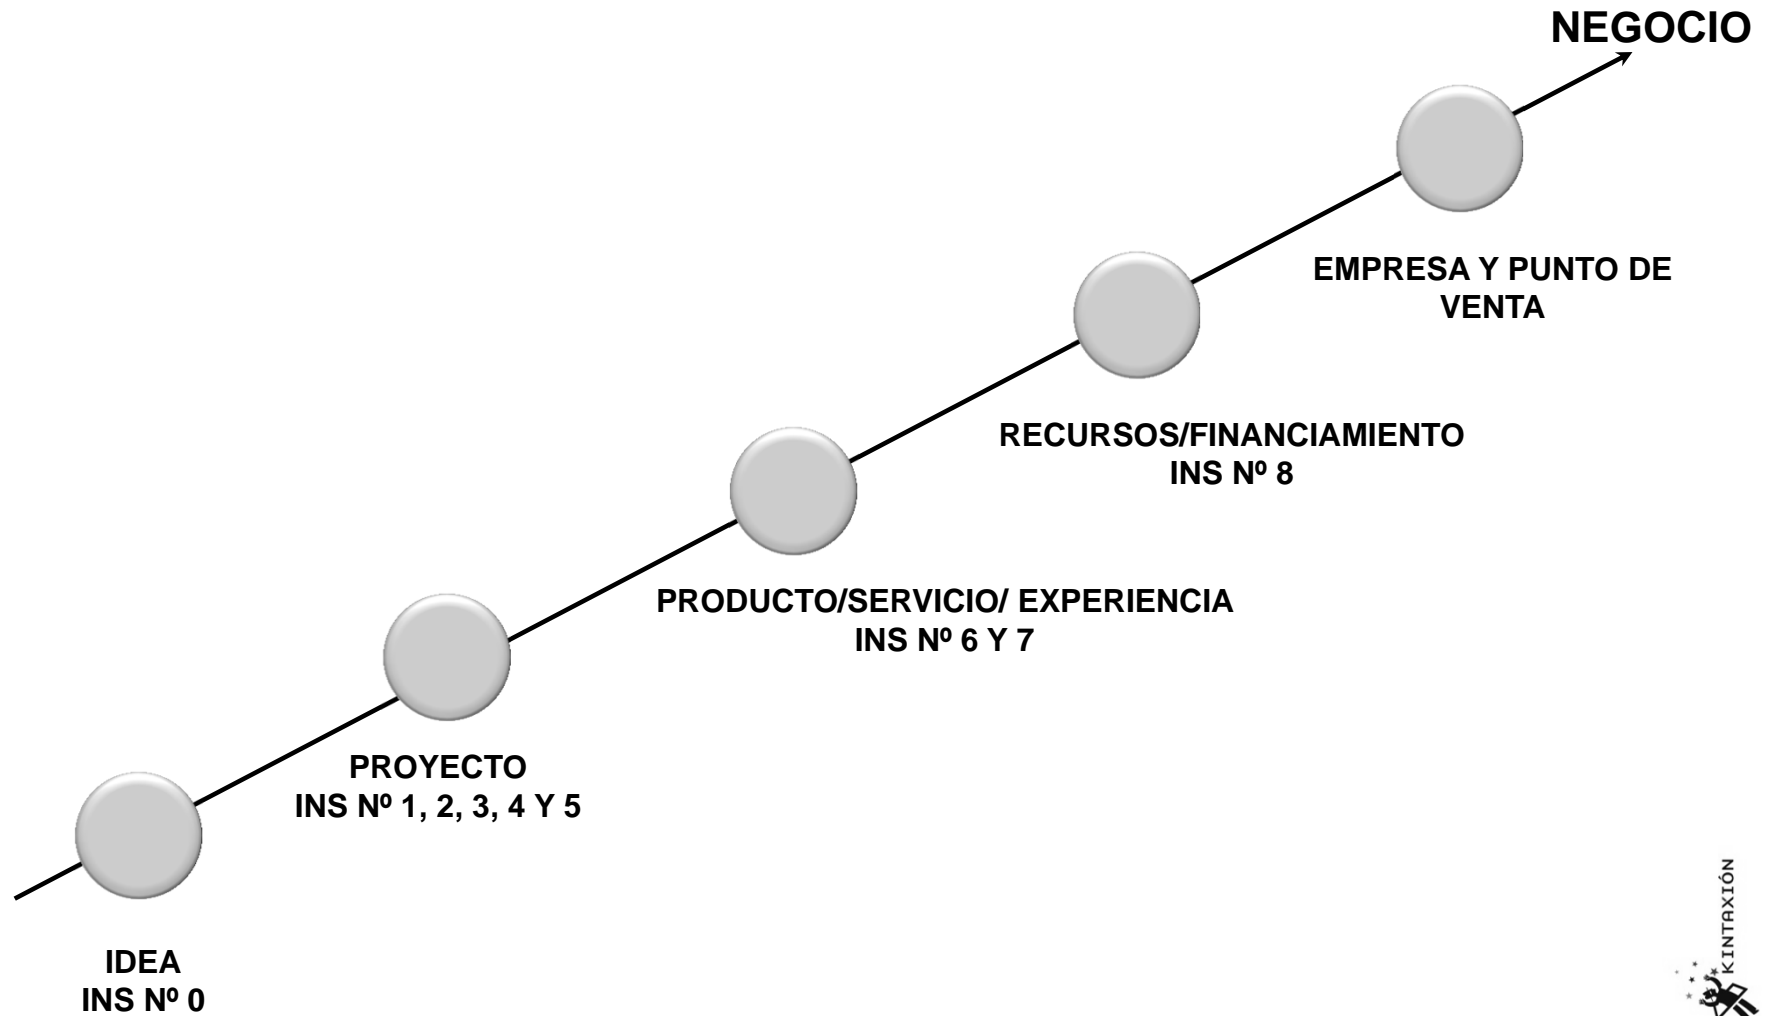 NEGOCIO
EMPRESA Y PUNTO DE
VENTA
RECURSOS/FINANCIAMIENTO
INS Nº 8
PRODUCTO/SERVICIO/ EXPERIENCIA
INS Nº 6 Y 7
PROYECTO
INS Nº 1, 2, 3, 4 Y 5
IDEA
INS Nº 0
KINTAXIÓN